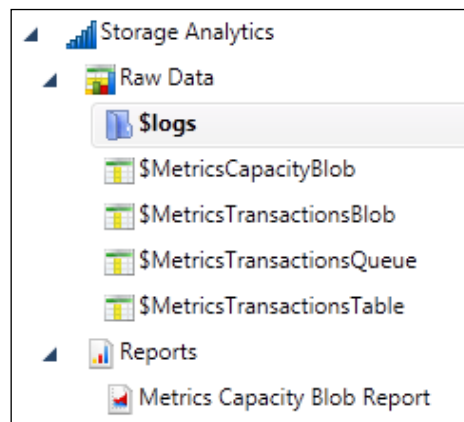 Storage Analytics
Raw Data
$logs
$MetricsCapacityBlob
$MetricsTransactionsBlob
$MetricsTransactionsQueue
$MetricsTransactionsTable
Reports
Metrics Capacity Blob Report